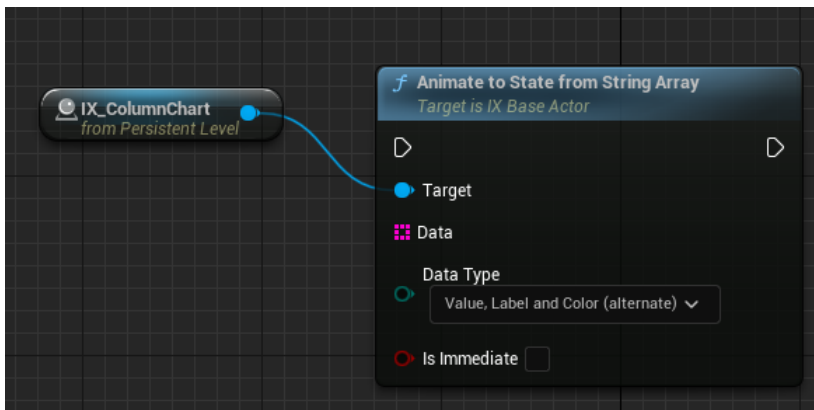 IX_ColumnChart
from Persistent Level
f Animate to State from String Array
Target is IX Base Actor
Target
Data
Data Type
Value, Label and Color (alternate)
Is Immediate